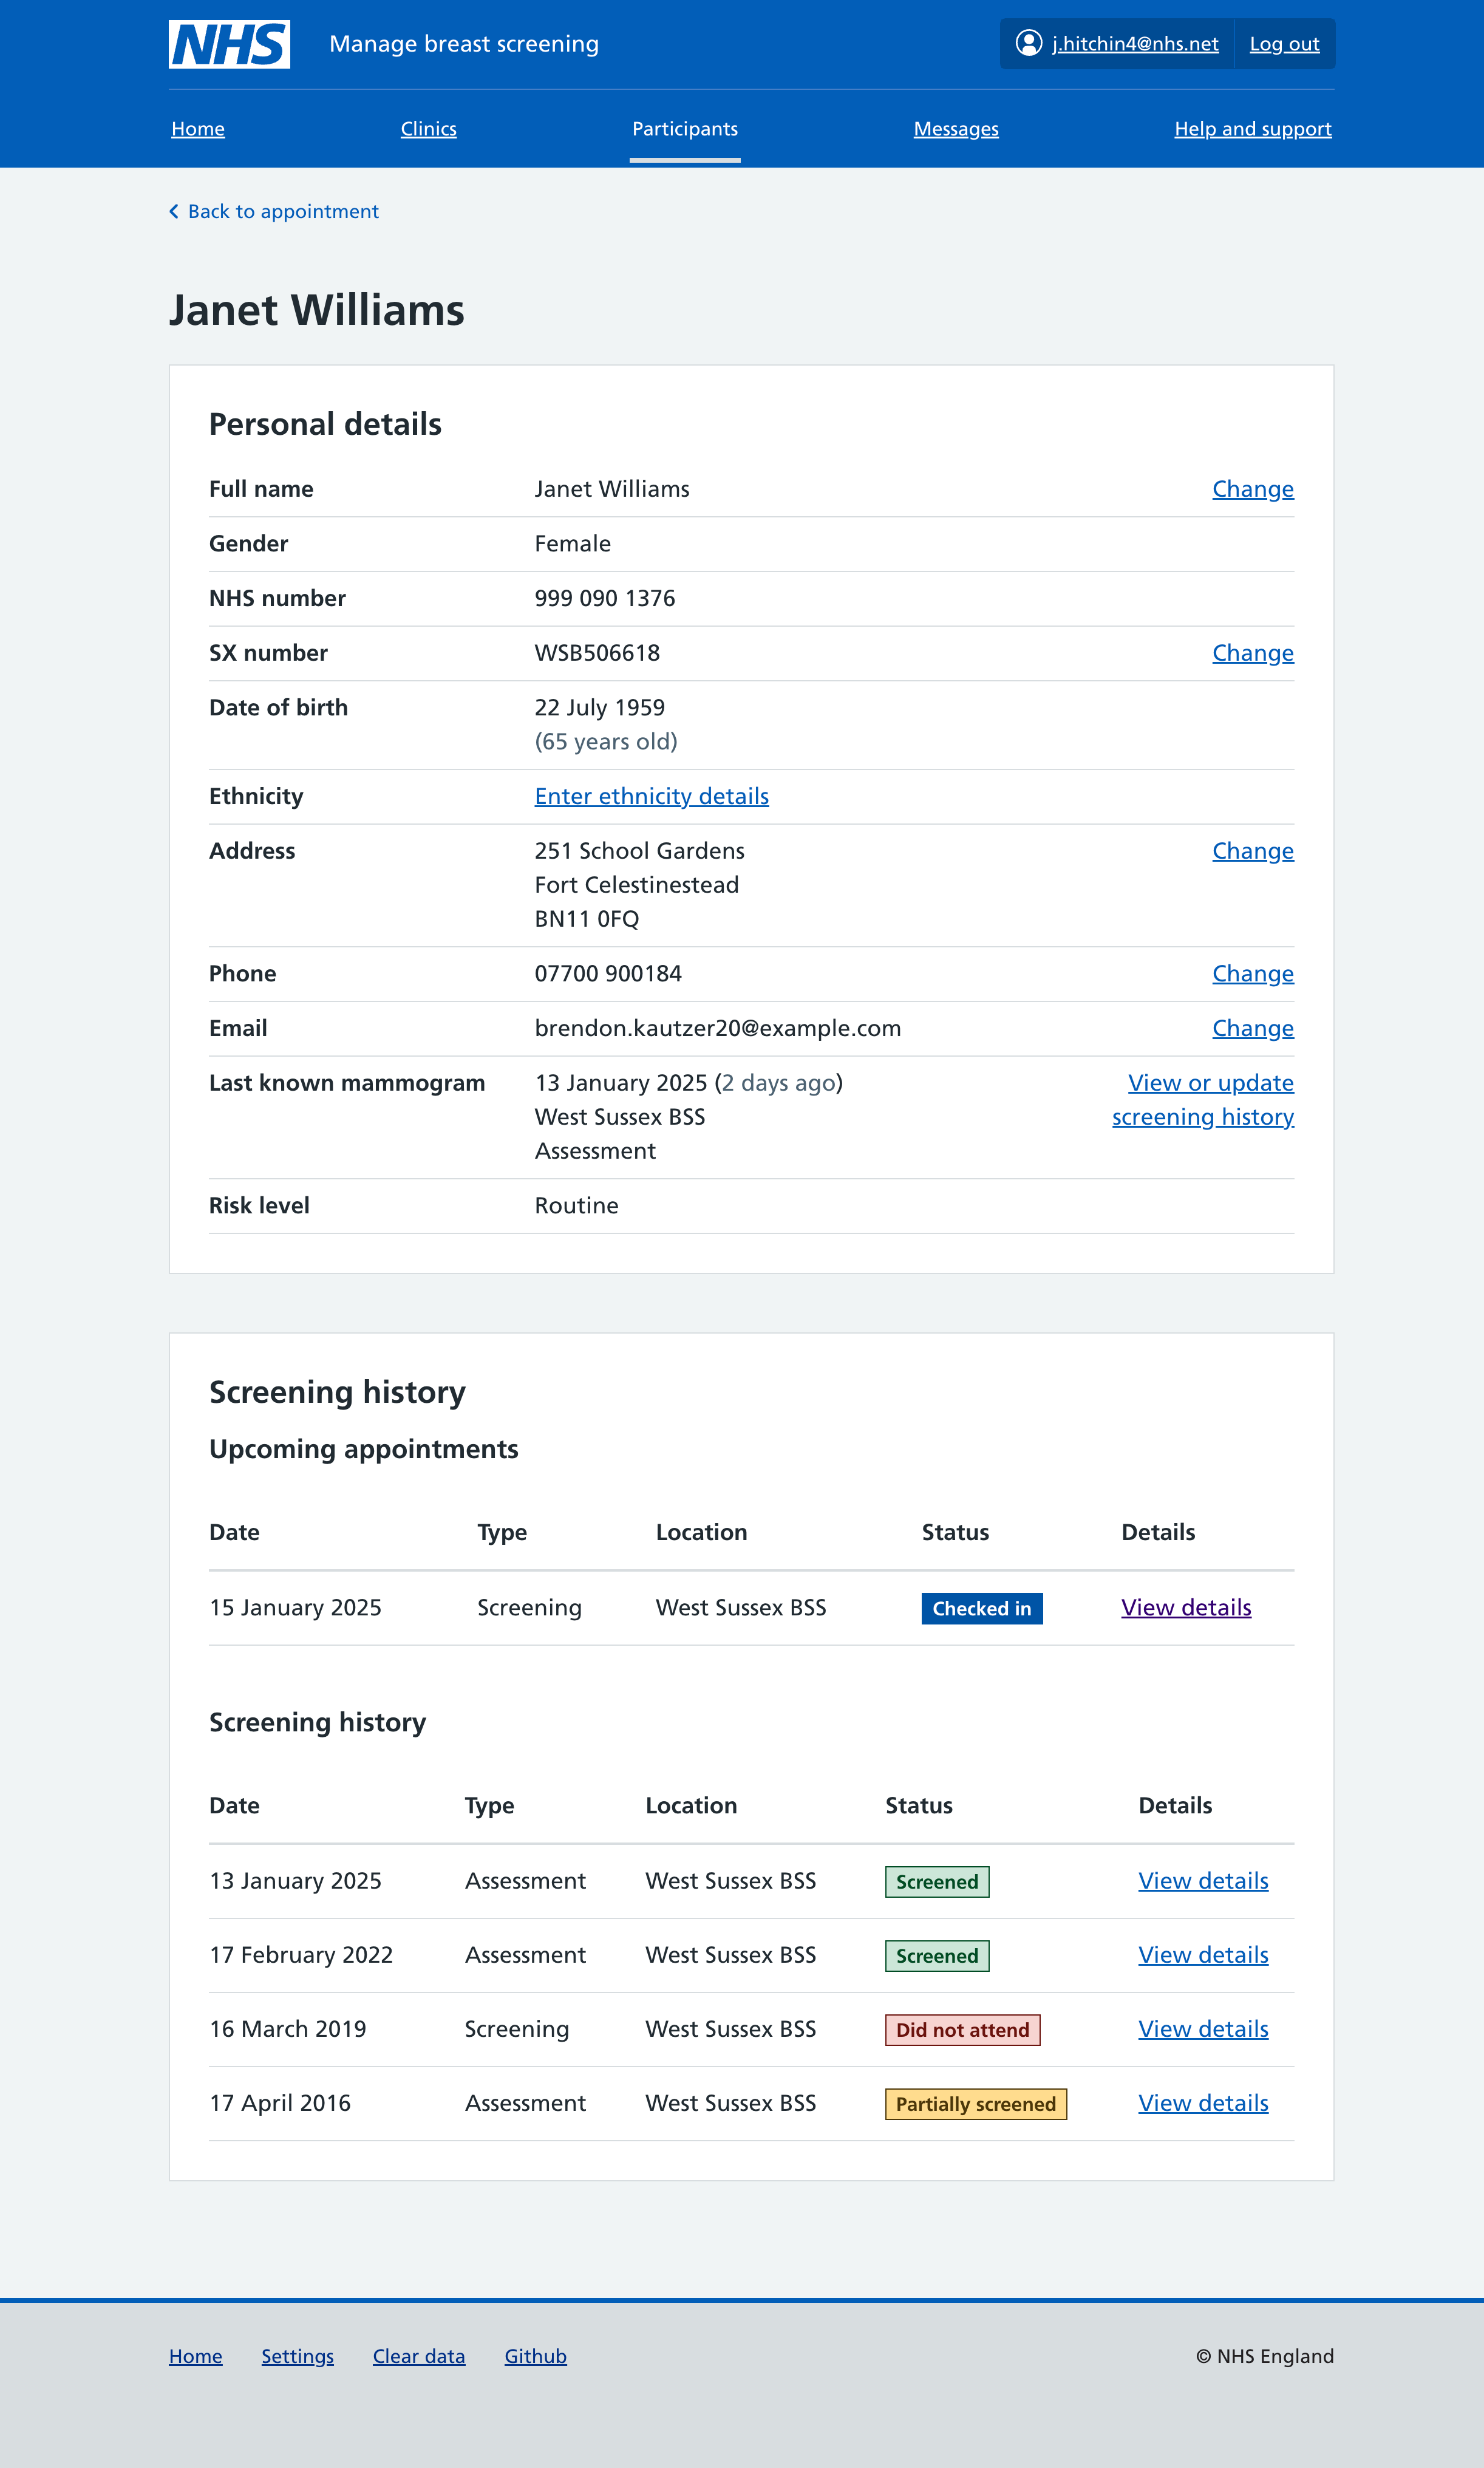 NHS Manage breast screening j.hitchin4@nhs.net Log out
Home Clinics Participants Messages Help and support
Back to appointment
Janet Williams
Personal details
Full name Janet Williams Change
Gender Female
NHS number 999 090 1376
SX number WSB506618 Change
Date of birth 22 July 1959
(65 years old)
Ethnicity Enter ethnicity details
Address 251 School Gardens Change
Fort Celestinestead
BN11 0FQ
Phone 07700 900184 Change
Email brendon.kautzer20@example.com Change
Last known mammogram 13 January 2025 (2 days ago) View or update
West Sussex BSS screening history
Assessment
Risk level Routine
Screening history
Upcoming appointments
Date Type Location Status Details
15 January 2025 Screening West Sussex BSS Checked in View details
Screening history
Date Type Location Status Details
13 January 2025 Assessment West Sussex BSS Screened View details
17 February 2022 Assessment West Sussex BSS Screened View details
16 March 2019 Screening West Sussex BSS Did not attend View details
17 April 2016 Assessment West Sussex BSS Partially screened View details
Home Settings Clear data Github © NHS England